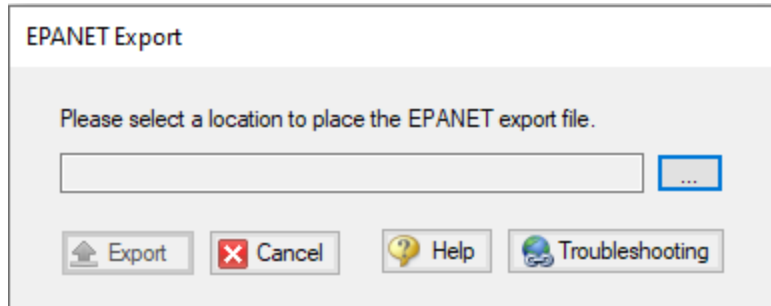 EPANET Export
Please select a location to place the EPANET export file.
...
Export Cancel Help Troubleshooting